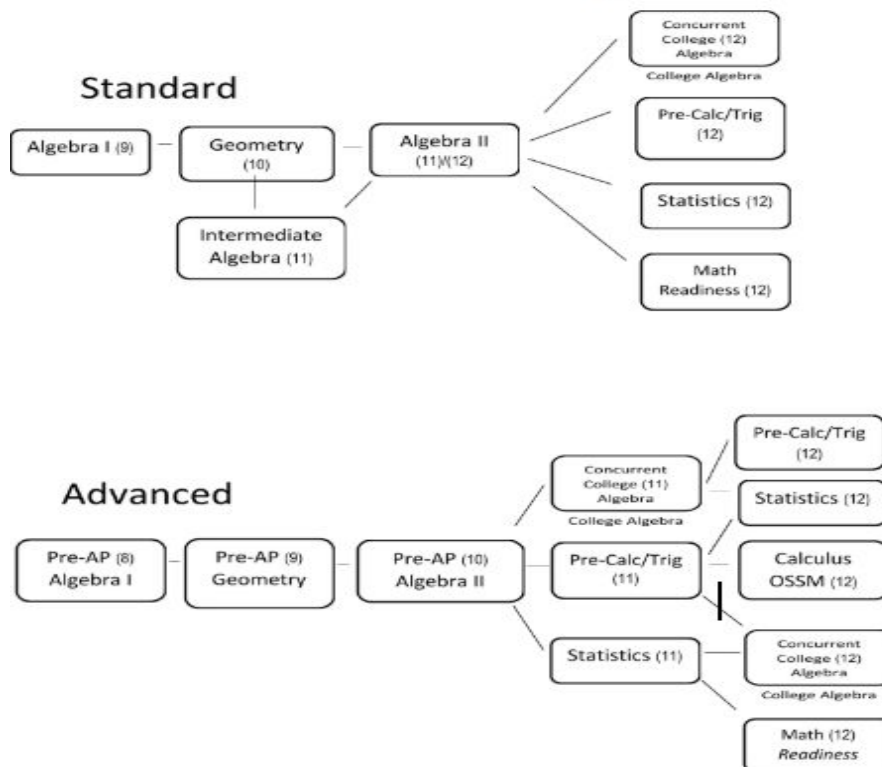 Standard
Algebra I (9)
Geometry
(10)
Intermediate
Algebra (11)
Algebra II
(11)/(12)
Concurrent
College (12)
Algebra
College Algebra
Pre-Calc/Trig
(12)
Statistics (12)
Math
Readiness (12)
Advanced
Pre-AP (8)
Algebra I
Pre-AP (9)
Geometry
Pre-AP (10)
Algebra II
Concurrent
College (11)
Algebra
College Algebra
Pre-Calc/Trig
(11)
Statistics (11)
Pre-Calc/Trig
(12)
Statistics (12)
Calculus
OSSM (12)
Concurrent
College (12)
Algebra
College Algebra
Math (12)
Readiness